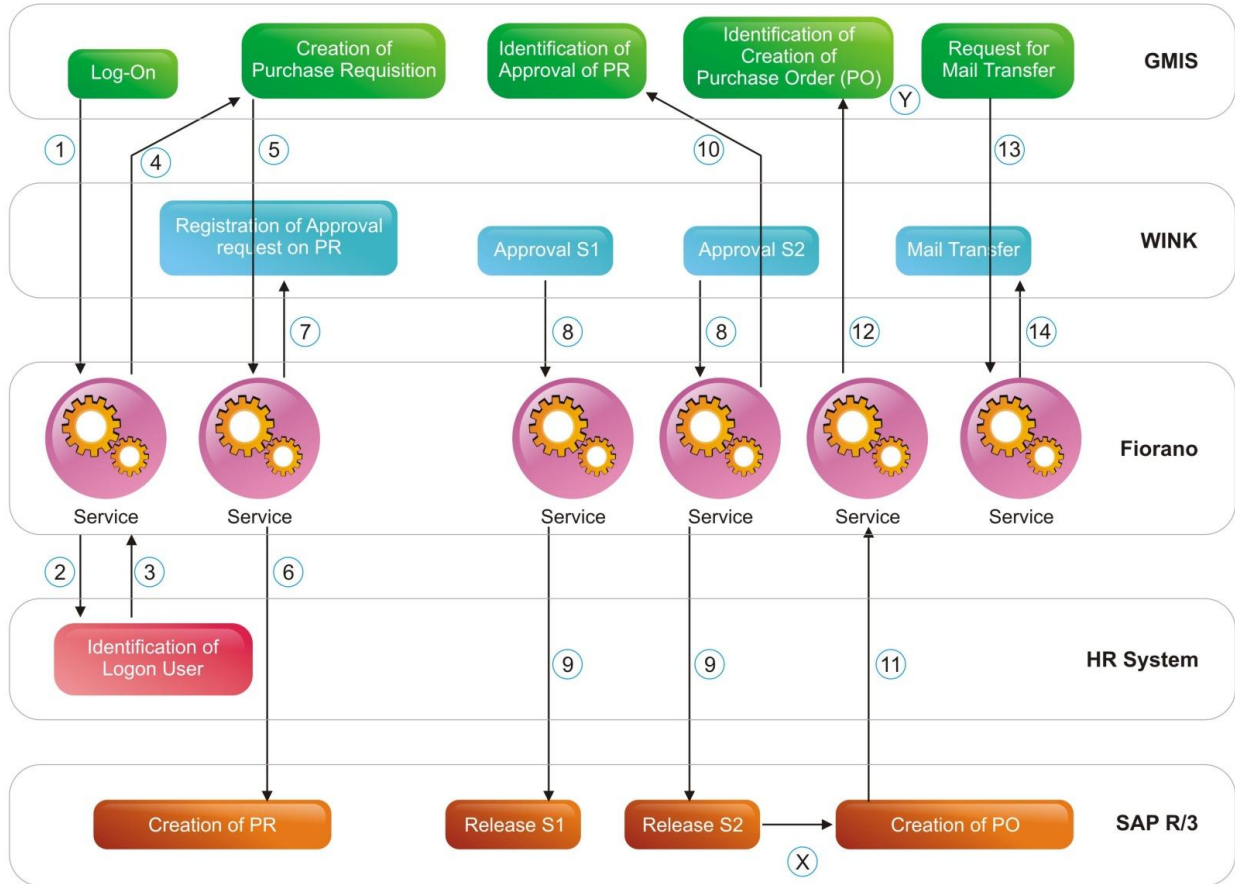 Log-On
Creation of
Purchase Requisition
Identification of
Approval of PR
Identification of
Creation of
Purchase Order (PO)
Request for
Mail Transfer
GMIS
Y
1
4
5
10
12
13
Registration of Approval
request on PR
Approval S1
Approval S2
Mail Transfer
WINK
7
8
8
14
Fiorano
Service
Service
Service
Service
Service
Service
2
3
6
Identification of
Logon User
9
9
11
HR System
Creation of PR
Release S1
Release S2
Creation of PO
SAP R/3
X